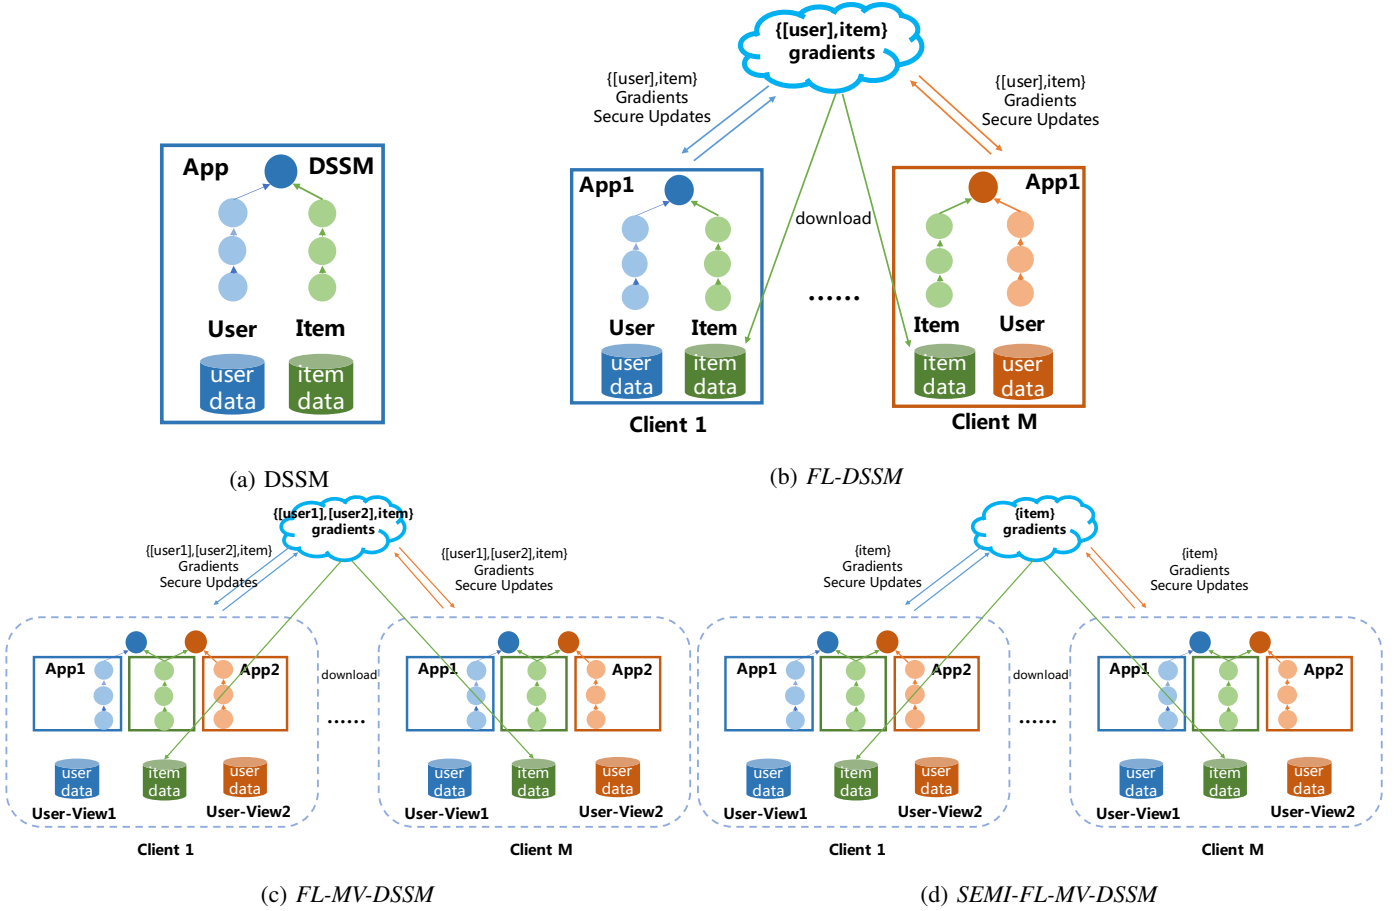 App
DSSM
User
Item
user
data
item
data
(a) DSSM
{[user],item}
gradients
{[user],item}
Gradients
Secure Updates
{[user],item}
Gradients
Secure Updates
App1
User
Item
user
data
item
data
Client 1
download
......
App1
Item
User
item
data
user
data
Client M
(b) FL-DSSM
{[user1],[user2],item}
gradients
{[user1],[user2],item}
Gradients
Secure Updates
{[user1],[user2],item}
Gradients
Secure Updates
App1
App2
user
data
item
data
user
data
User-View1
User-View2
Client 1
download
......
App1
App2
user
data
item
data
user
data
User-View1
User-View2
Client M
(c) FL-MV-DSSM
{item}
gradients
{item}
Gradients
Secure Updates
{item}
Gradients
Secure Updates
App1
App2
user
data
item
data
user
data
User-View1
User-View2
Client 1
download
......
App1
App2
user
data
item
data
user
data
User-View1
User-View2
Client M
(d) SEMI-FL-MV-DSSM